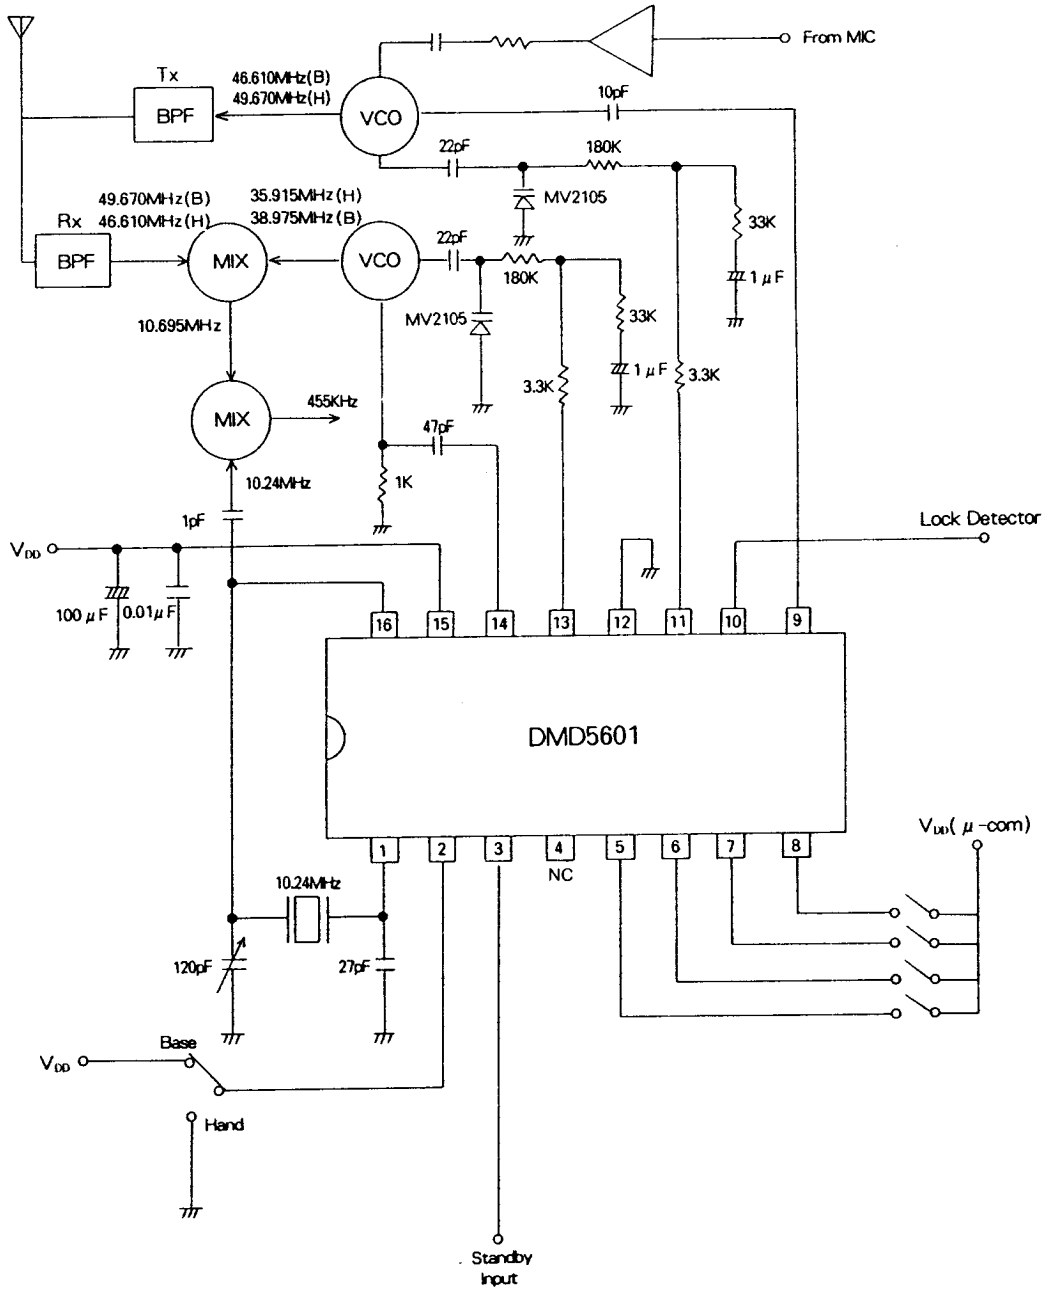 From MIC
Tx
46.610MHz(B)
49.670MHz(H)
BPF
VCO
10pF
22pF
180K
MV2105
33K
1μF
49.670MHz(B)
46.610MHz(H)
35.915MHz(H)
38.975MHz(B)
Rx
BPF
MIX
VCO
22pF
180K
MV2105
33K
1μF
3.3K
3.3K
10.695MHz
MIX
455KHz
47pF
10.24MHz
1K
1pF
Lock Detector
VDD
100μF
0.01μF
16
15
14
13
12
11
10
9
DMD5601
1
2
3
4
5
6
7
8
NC
VDD(μ-com)
10.24MHz
120pF
27pF
Base
VDD
Hand
Standby
Input